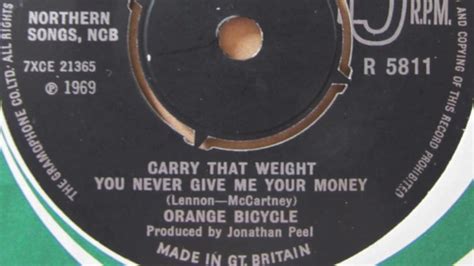 NORTHERN
SONGS, NCB
7XCE 21365
℗ 1969
45 R.P.M.
R 5811
THE GRAMOPHONE CO. LTD. ALL RIGHTS
AND COPYING OF THIS RECORD PROHIBITED
CARRY THAT WEIGHT
YOU NEVER GIVE ME YOUR MONEY
(Lennon—McCartney)
ORANGE BICYCLE
Produced by Jonathan Peel
MADE IN GT. BRITAIN